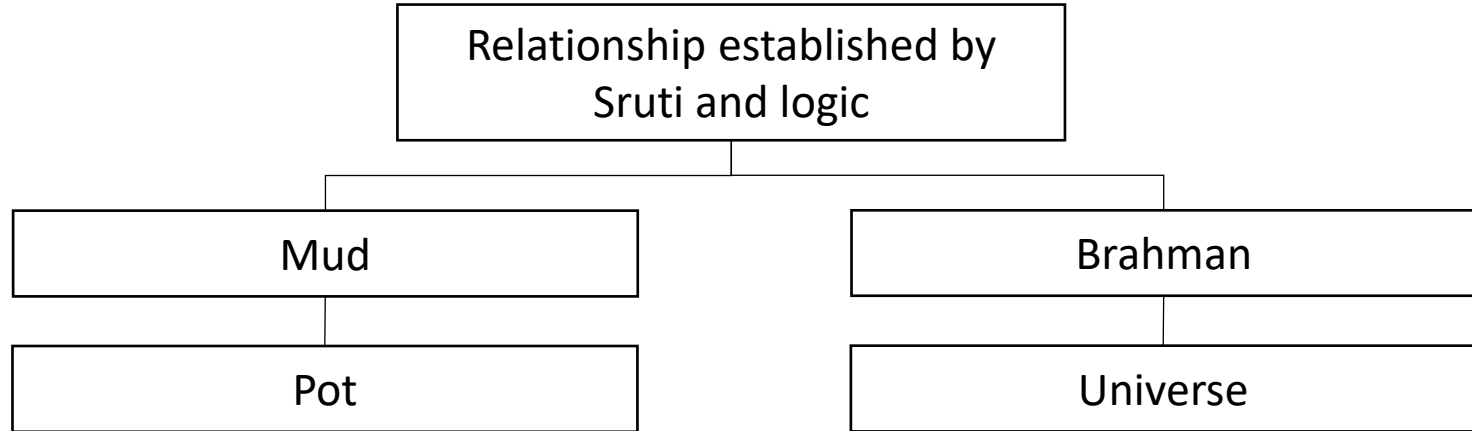 Relationship established by
Sruti and logic
Mud
Brahman
Pot
Universe